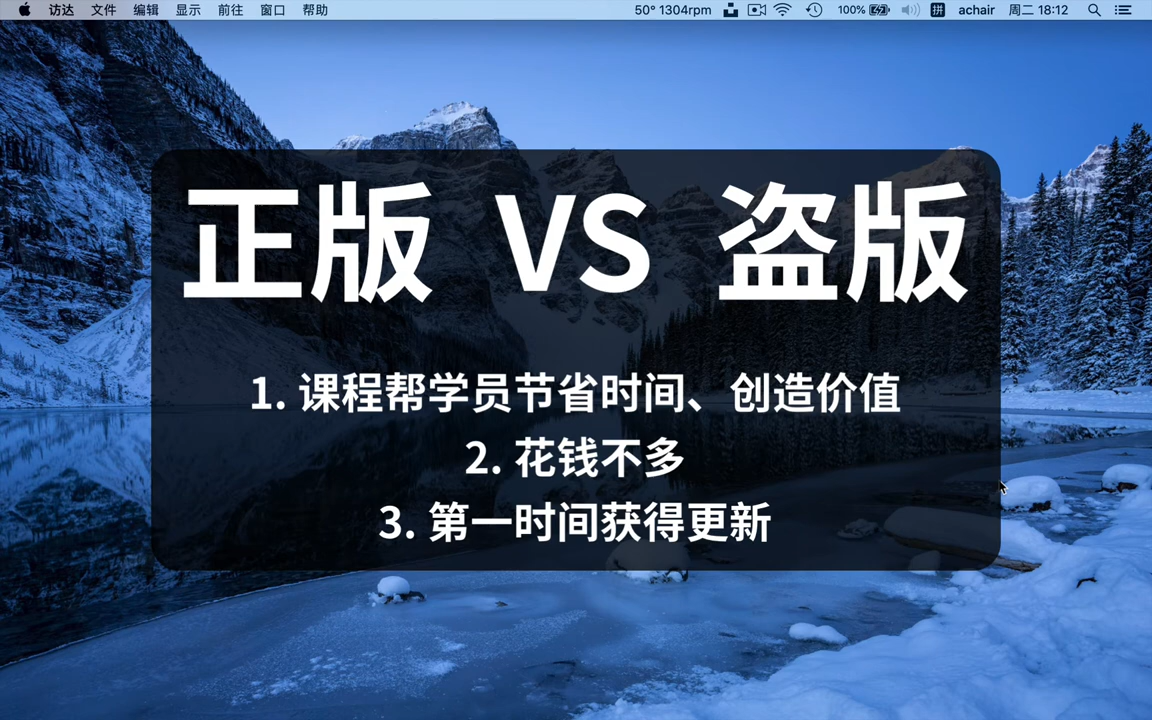 访达 文件 编辑 显示 前往 窗口 帮助 50° 1304rpm 100% 拼 achair 周二 18:12
正版 VS 盗版
1. 课程帮学员节省时间、创造价值
2. 花钱不多
3. 第一时间获得更新